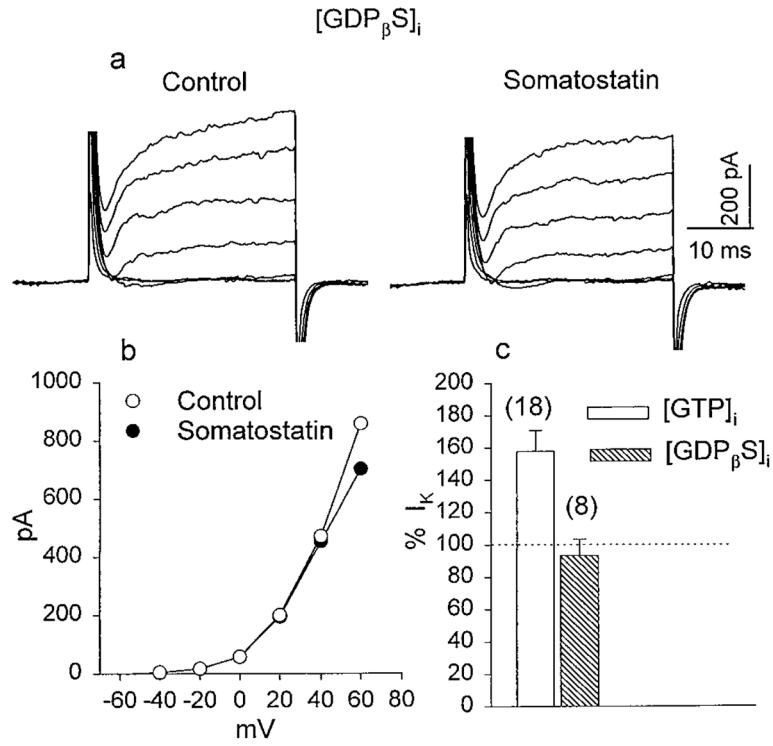 [GDPβS]i
a
Control
Somatostatin
200 pA
10 ms
b
1000
800
600
400
200
0
pA
Control
Somatostatin
-60 -40 -20 0 20 40 60
mV
c
200
180
160
140
120
100
80
60
40
20
0
% IK
(18)
(8)
[GTP]i
[GDPβS]i